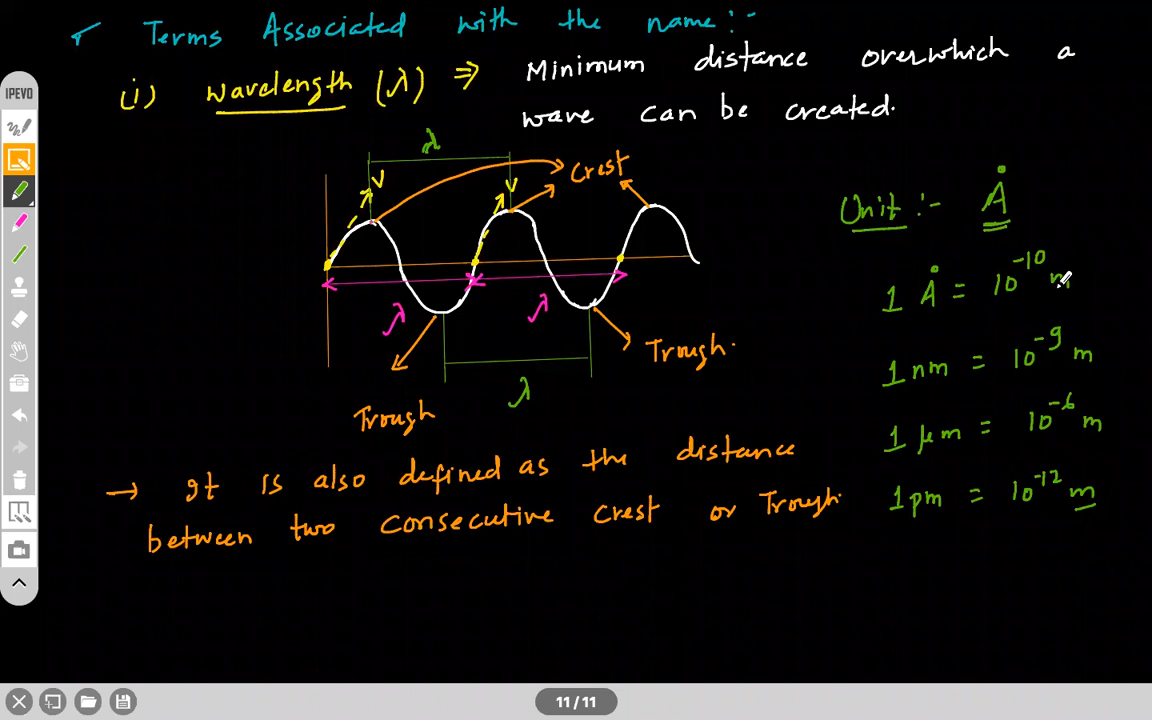 Terms Associated with the name:-
(i) Wavelength (λ) ⇒ Minimum distance overwhich a
wave can be created.
IPEVO
λ
V
V
Crest
Unit :- Å
1 Å = 10⁻¹⁰ m
λ
λ
Trough.
1 nm = 10⁻⁹ m
λ
Trough
1 μm = 10⁻⁶ m
→ It is also defined as the distance
between two consecutive crest or Trough.
1 pm = 10⁻¹² m
11/11